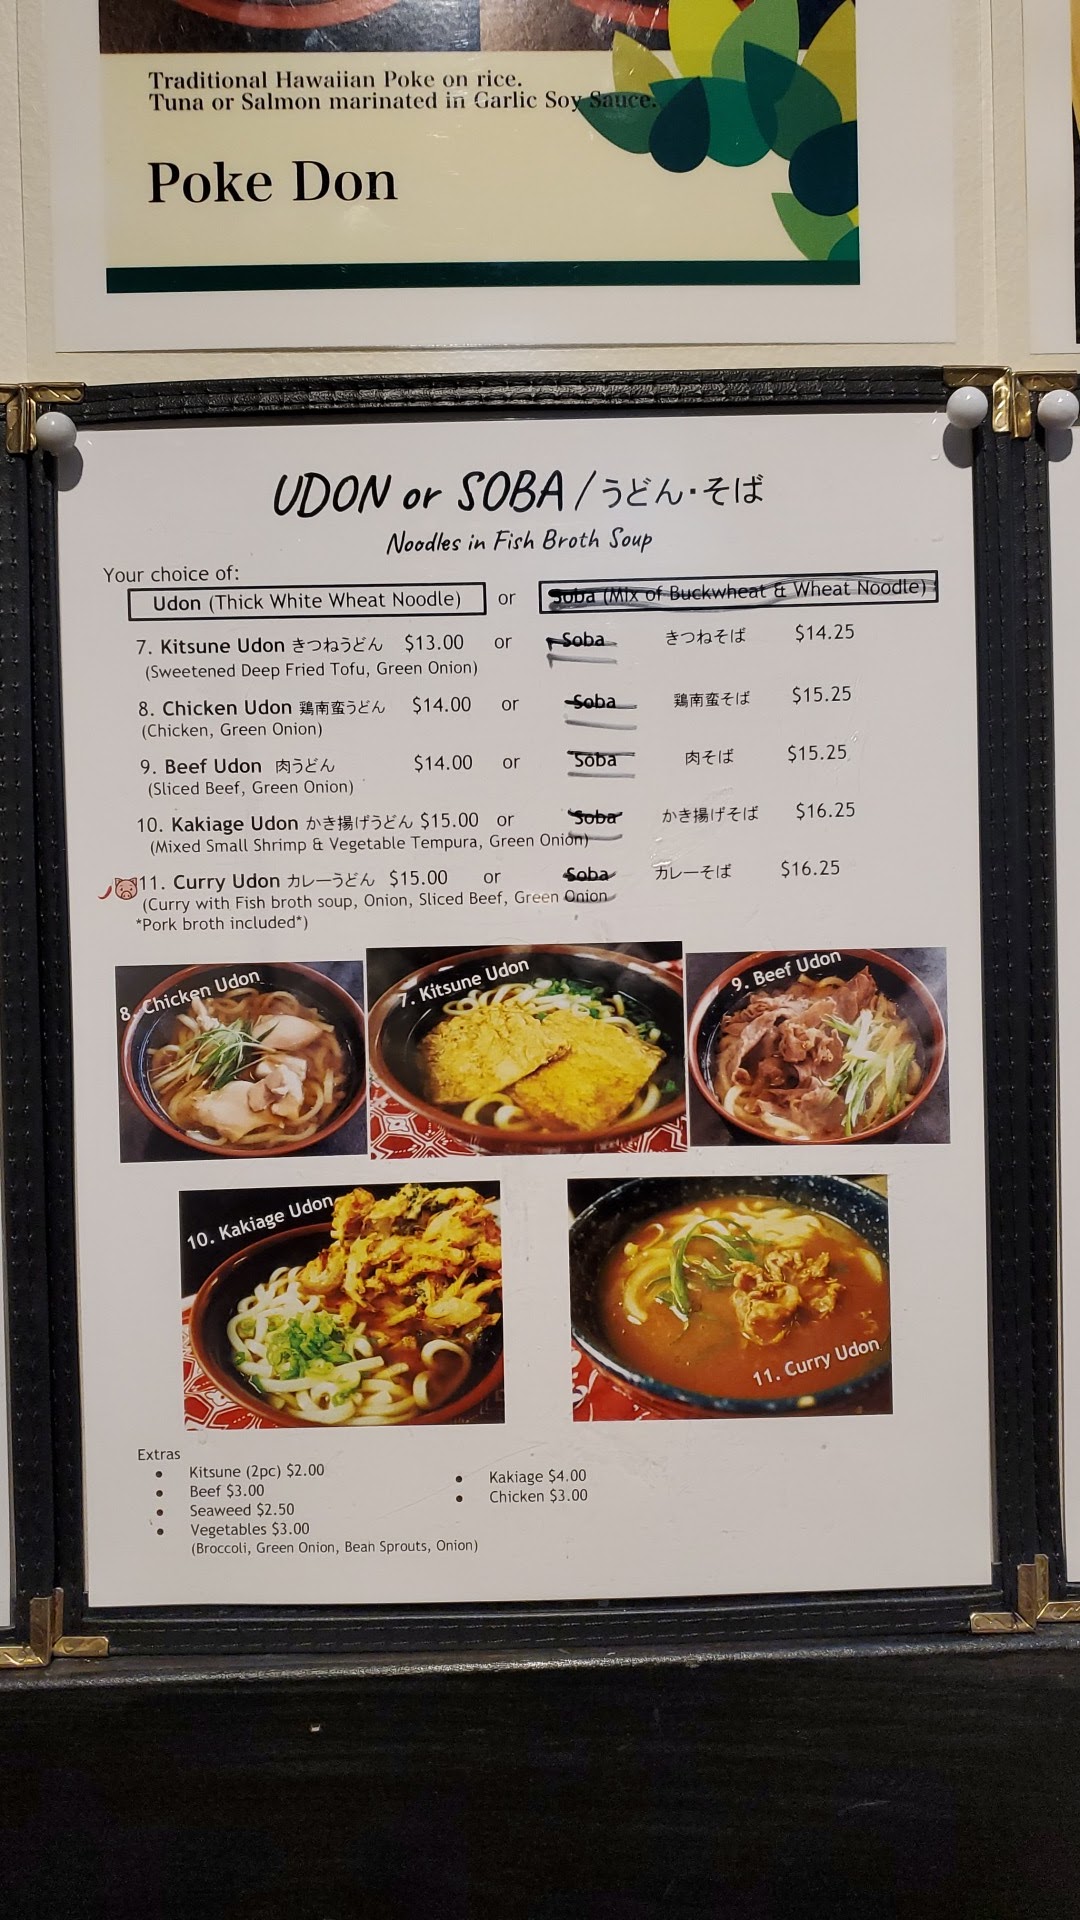 Traditional Hawaiian Poke on rice.
Tuna or Salmon marinated in Garlic Soy Sauce.
Poke Don
UDON or SOBA / うどん・そば
Noodles in Fish Broth Soup
Your choice of:
Udon (Thick White Wheat Noodle) or Soba (Mix of Buckwheat & Wheat Noodle)
7. Kitsune Udon きつねうどん $13.00 or Soba きつねそば $14.25
(Sweetened Deep Fried Tofu, Green Onion)
8. Chicken Udon 鶏南蛮うどん $14.00 or Soba 鶏南蛮そば $15.25
(Chicken, Green Onion)
9. Beef Udon 肉うどん $14.00 or Soba 肉そば $15.25
(Sliced Beef, Green Onion)
10. Kakiage Udon かき揚げうどん $15.00 or Soba かき揚げそば $16.25
(Mixed Small Shrimp & Vegetable Tempura, Green Onion)
11. Curry Udon カレーうどん $15.00 or Soba カレーそば $16.25
(Curry with Fish broth soup, Onion, Sliced Beef, Green Onion
*Pork broth included*)
8. Chicken Udon
7. Kitsune Udon
9. Beef Udon
10. Kakiage Udon
11. Curry Udon
Extras
• Kitsune (2pc) $2.00
• Beef $3.00
• Seaweed $2.50
• Vegetables $3.00
(Broccoli, Green Onion, Bean Sprouts, Onion)
• Kakiage $4.00
• Chicken $3.00